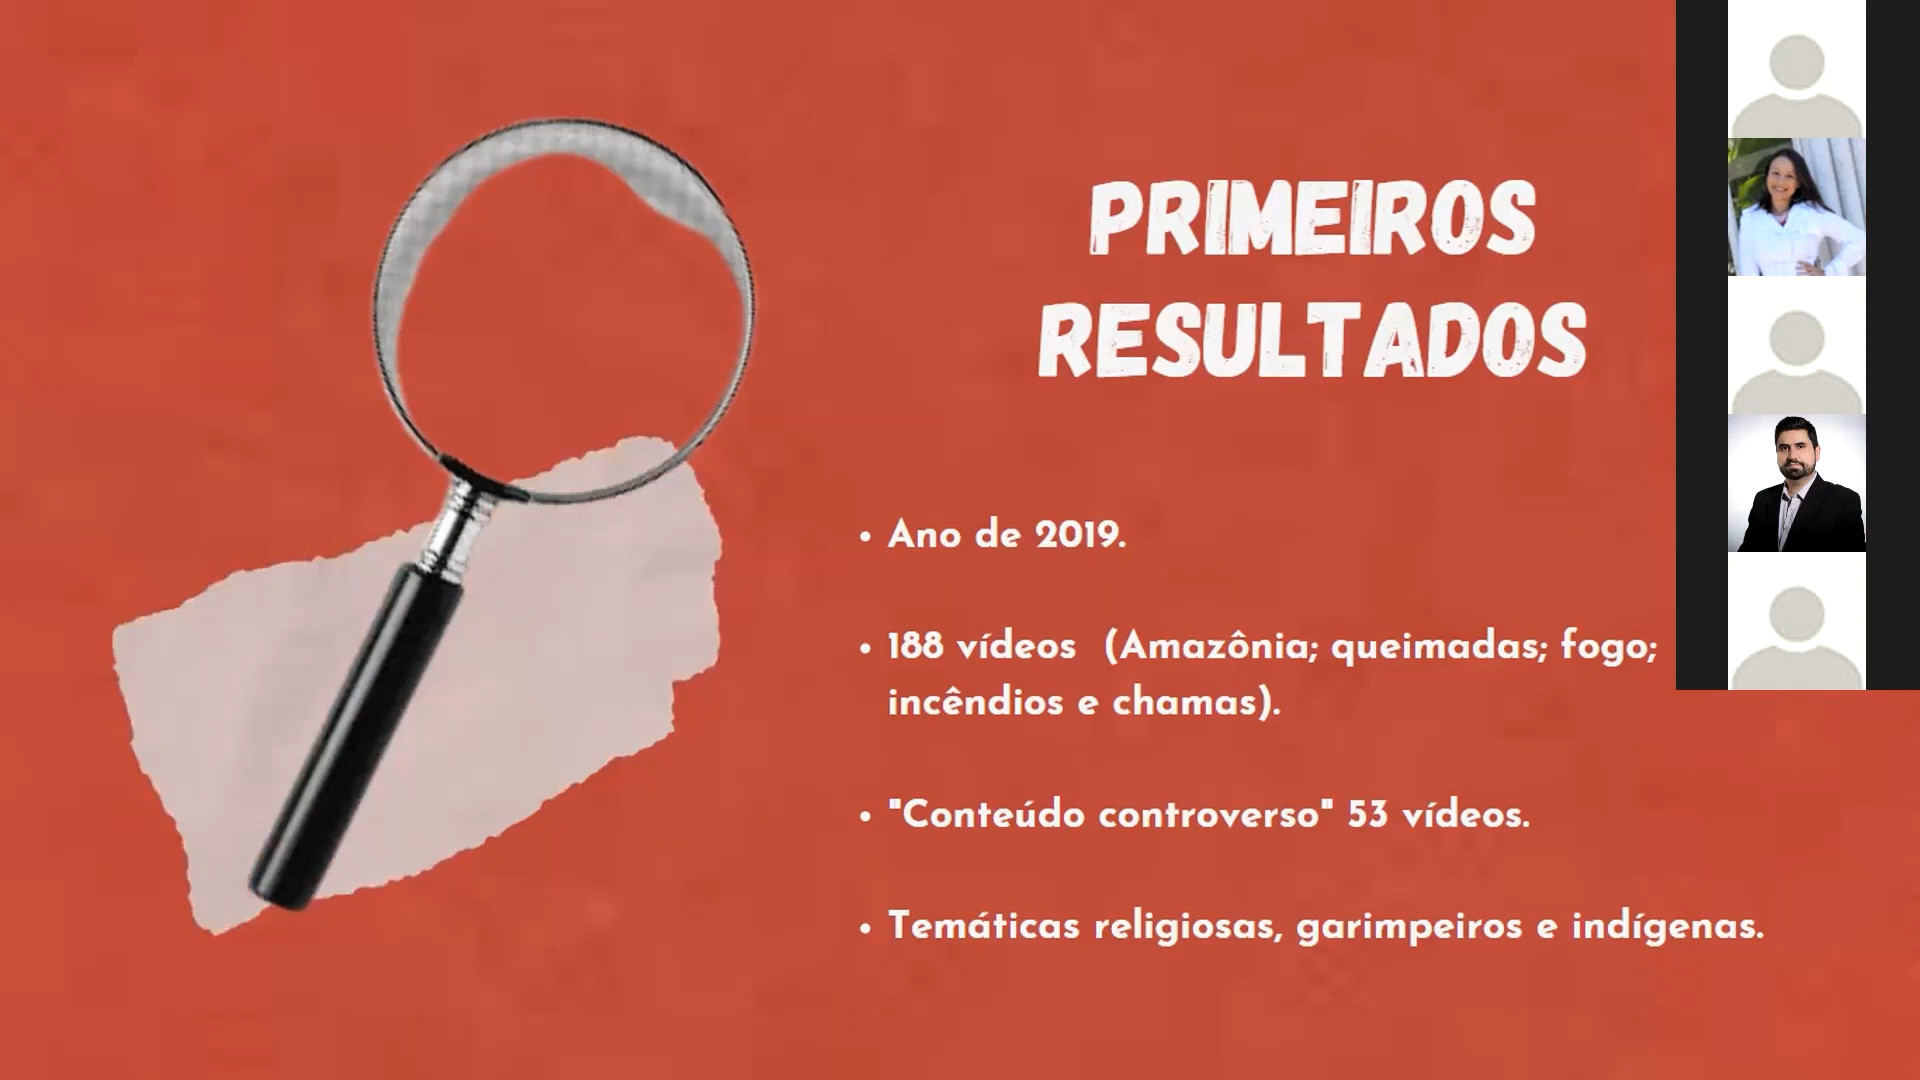 PRIMEIROS
RESULTADOS
• Ano de 2019.
• 188 vídeos (Amazônia; queimadas; fogo;
incêndios e chamas).
• "Conteúdo controverso" 53 vídeos.
• Temáticas religiosas, garimpeiros e indígenas.